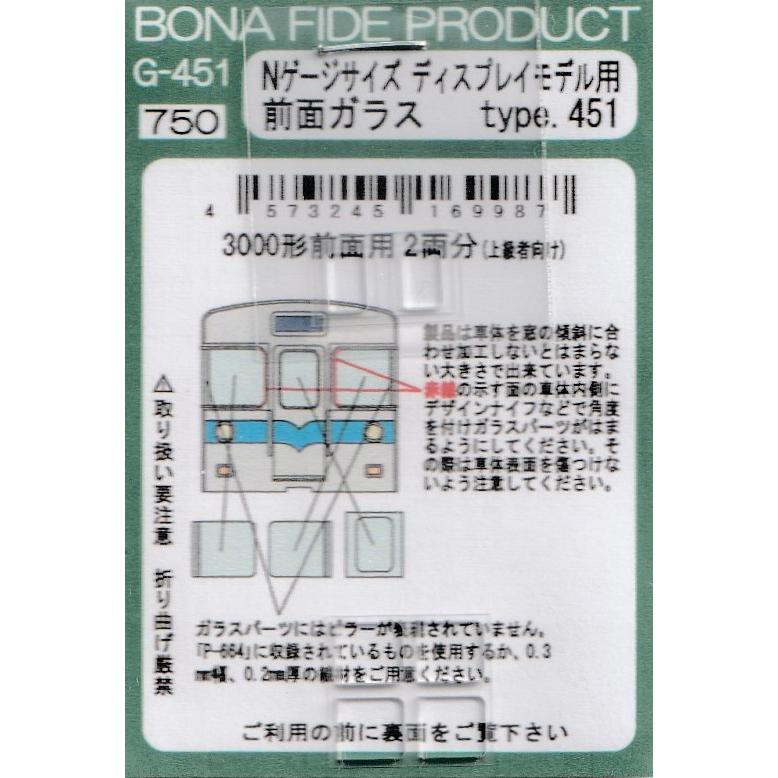 BONA FIDE PRODUCT
G-451
Nゲージサイズ ディスプレイモデル用
750
前面ガラス type. 451
4 573245 169987
3000形前面用 2両分(上級者向け)
製品は車体を窓の傾斜に合
わせ加工しないとはまらな
い大きさで出来ています。
赤線の示す面の車体内側に
デザインナイフなどで角度
を付けガラスパーツがはま
るようにしてください。そ
の際は車体表面を傷つけな
いよう注意してください。
⚠取り扱い要注意 折り曲げ厳禁
ガラスパーツにはピラーが表現されていません。
「P-664」に収録されているものを使用するか、0.3
mm幅、0.2mm厚の線材をご用意ください。
ご利用の前に裏面をご覧下さい